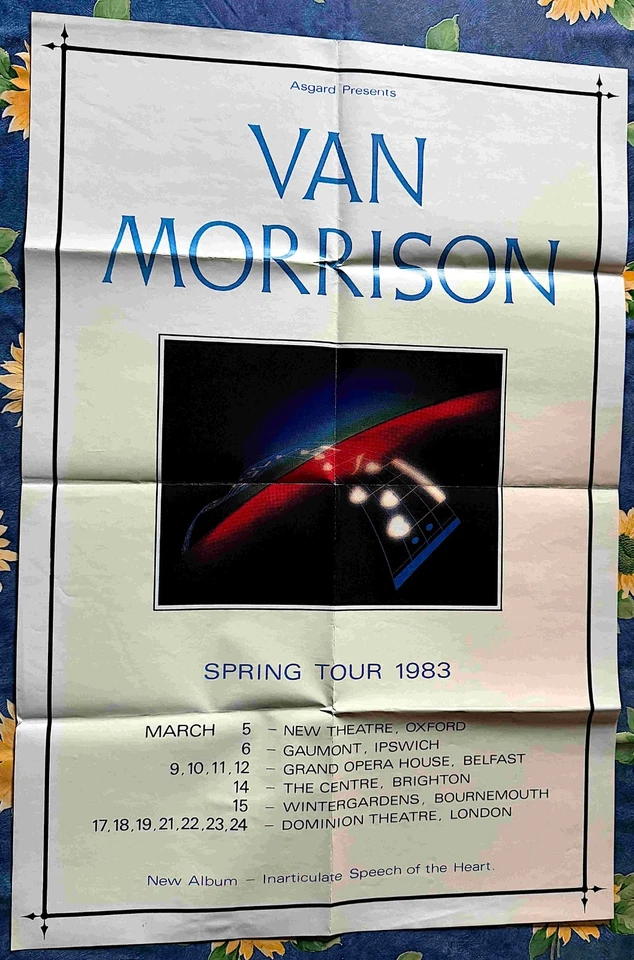 Asgard Presents
VAN
MORRISON
SPRING TOUR 1983
MARCH 5 – NEW THEATRE, OXFORD
6 – GAUMONT, IPSWICH
9,10,11,12 – GRAND OPERA HOUSE, BELFAST
14 – THE CENTRE, BRIGHTON
15 – WINTERGARDENS, BOURNEMOUTH
17,18,19,21,22,23,24 – DOMINION THEATRE, LONDON
New Album – Inarticulate Speech of the Heart.